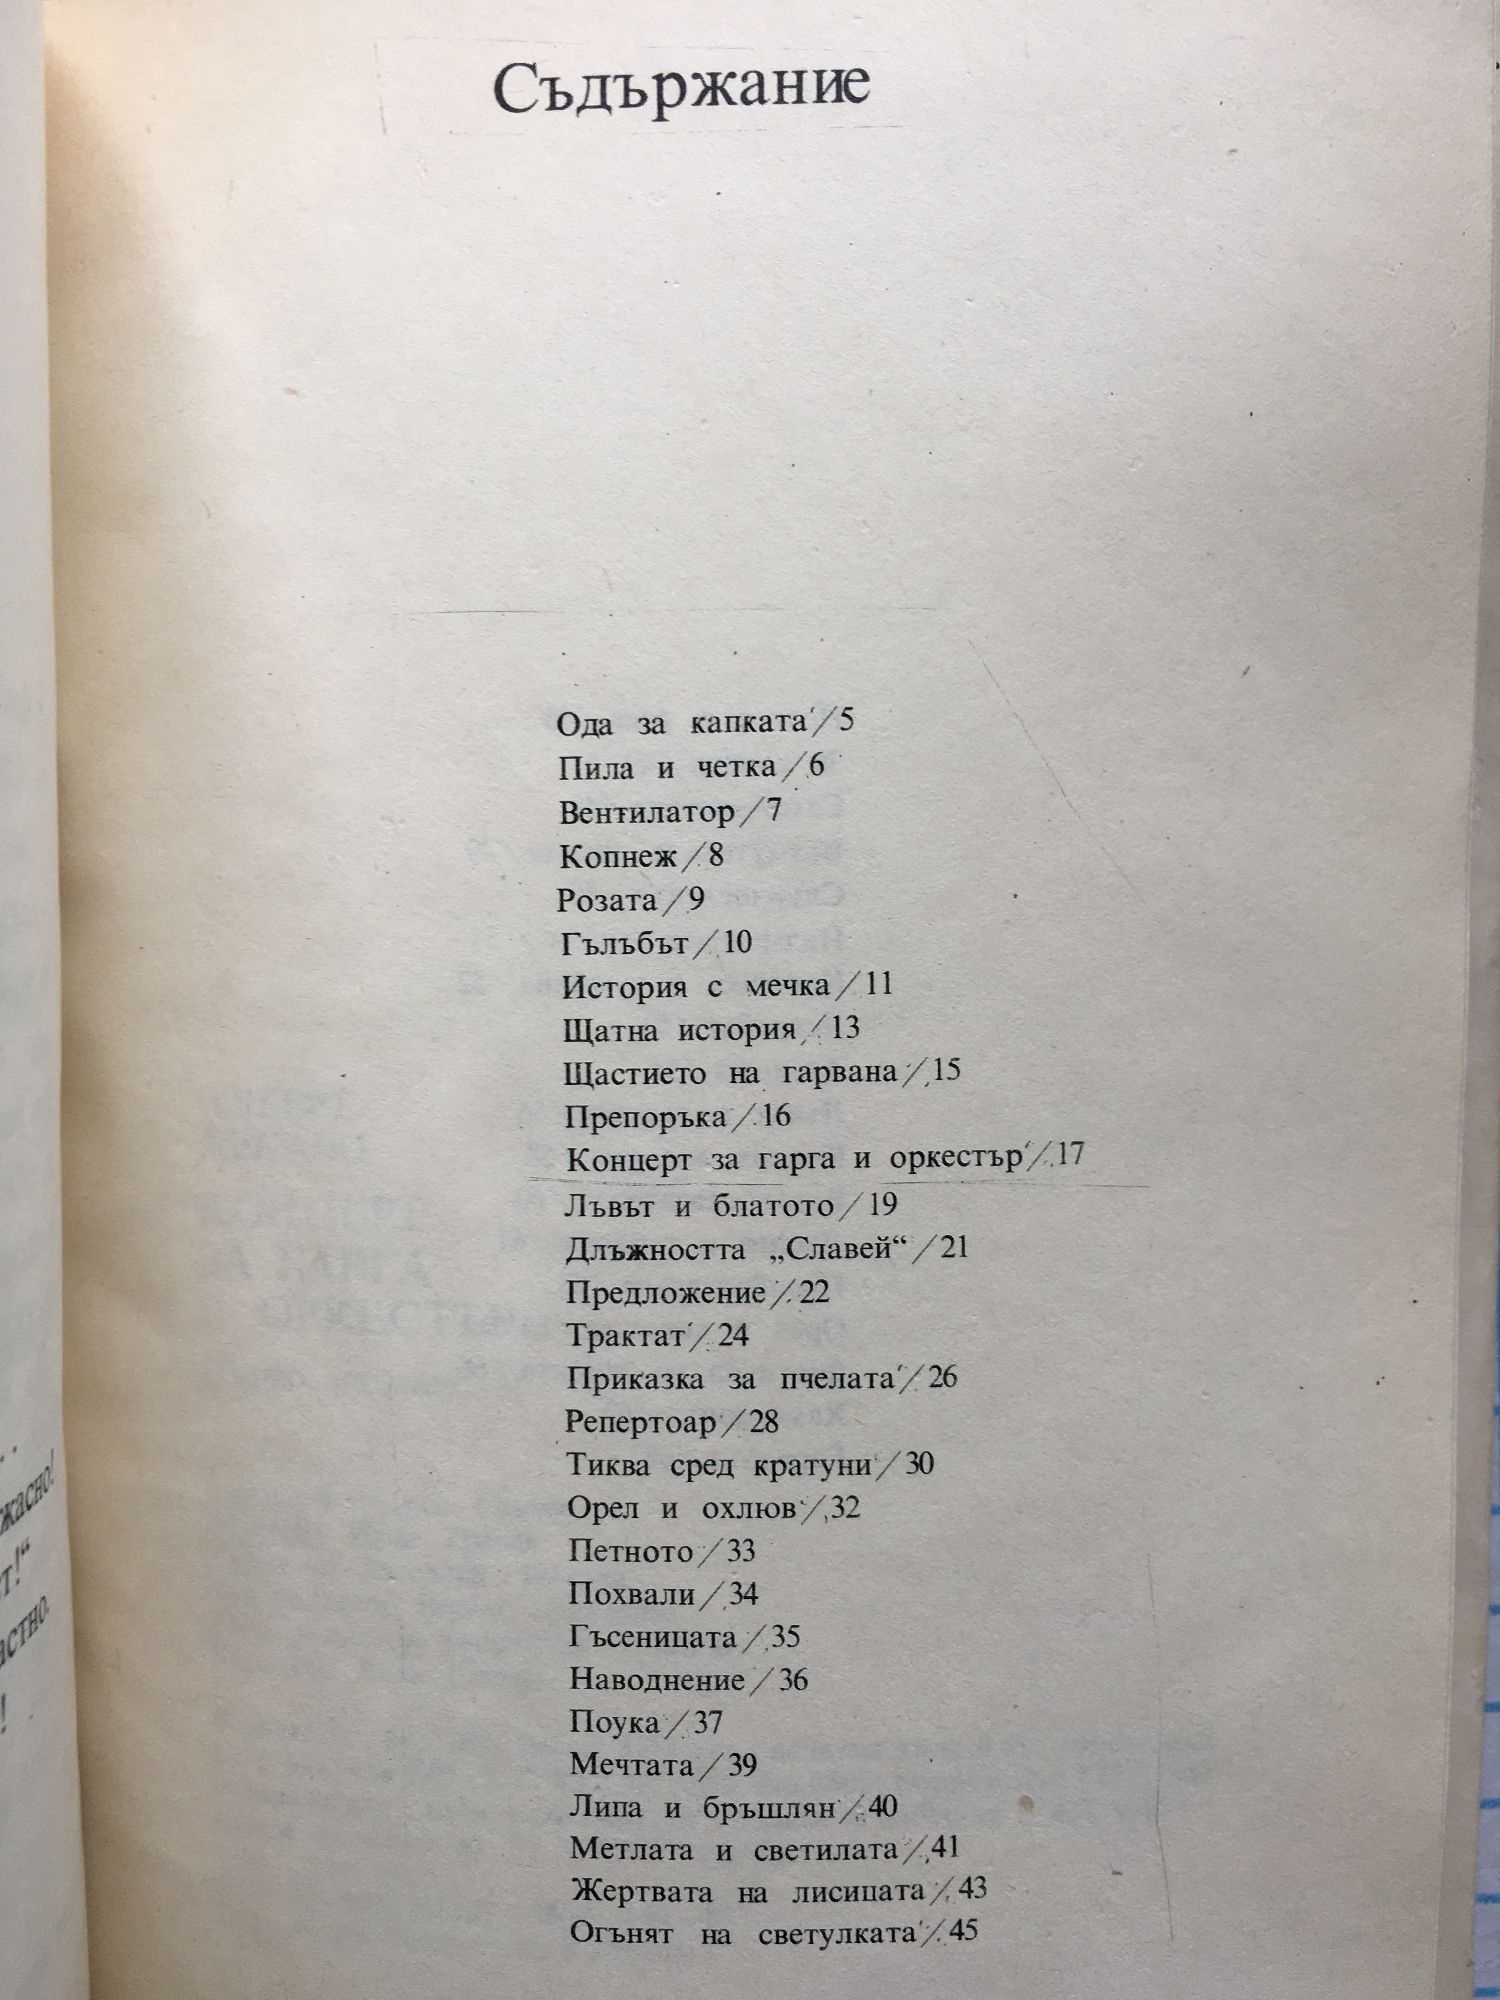 Съдържание
Ода за капката/5
Пила и четка/6
Вентилатор/7
Копнеж/8
Розата/9
Гълъбът/10
История с мечка/11
Щатна история/13
Щастието на гарвана/15
Препоръка/16
Концерт за гарга и оркестър/17
Лъвът и блатото/19
Длъжността „Славей“/21
Предложение/22
Трактат/24
Приказка за пчелата/26
Репертоар/28
Тиква сред кратуни/30
Орел и охлюв/32
Петното/33
Похвали/34
Гъсеницата/35
Наводнение/36
Поука/37
Мечтата/39
Липа и бръшлян/40
Метлата и светилата/41
Жертвата на лисицата/43
Огънят на светулката/45